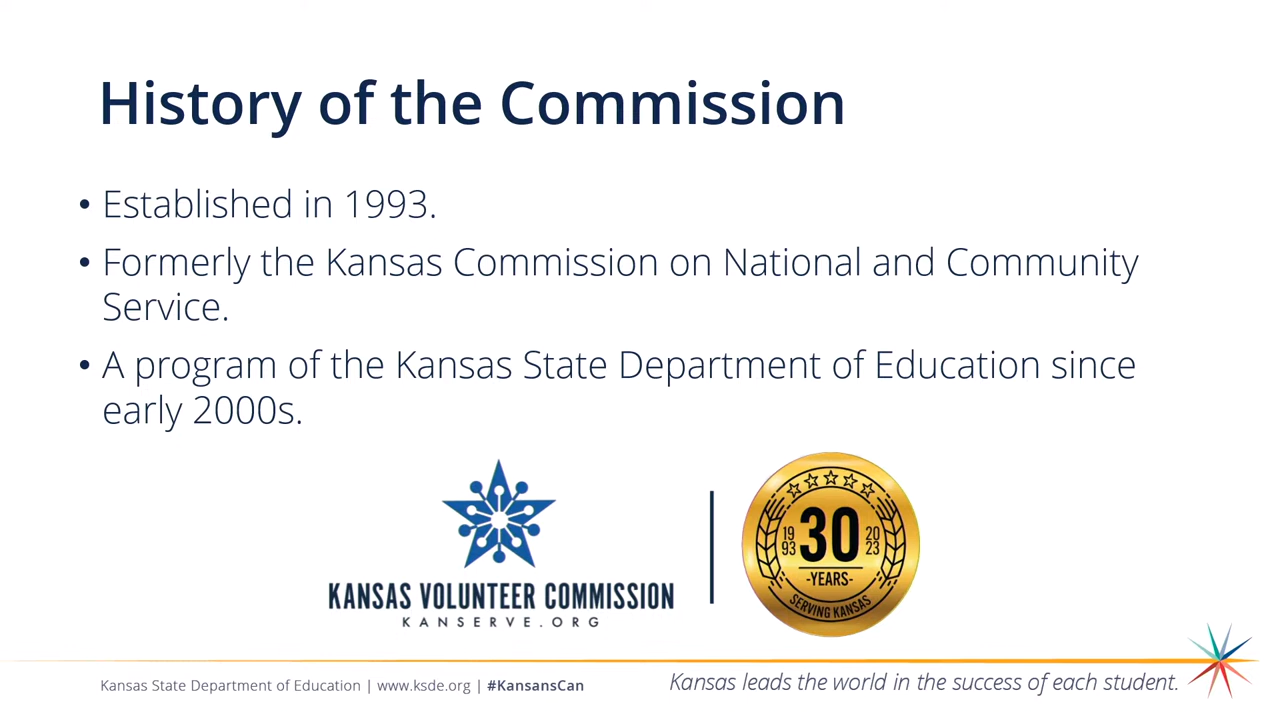 History of the Commission
• Established in 1993.
• Formerly the Kansas Commission on National and Community
Service.
• A program of the Kansas State Department of Education since
early 2000s.
KANSAS VOLUNTEER COMMISSION
KANSERVE.ORG
19
93
30
20
23
-YEARS-
SERVING KANSAS
Kansas State Department of Education | www.ksde.org | #KansansCan
Kansas leads the world in the success of each student.